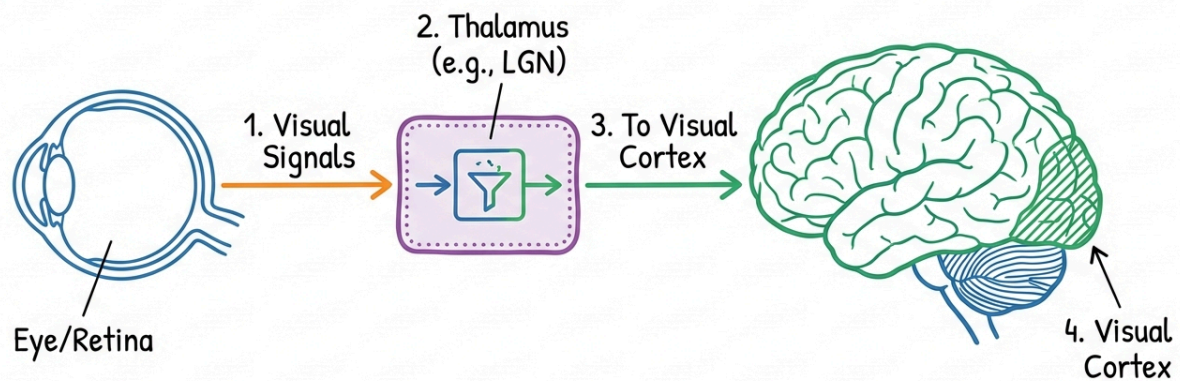 2. Thalamus
(e.g., LGN)
1. Visual
Signals
3. To Visual
Cortex
Eye/Retina
4. Visual
Cortex